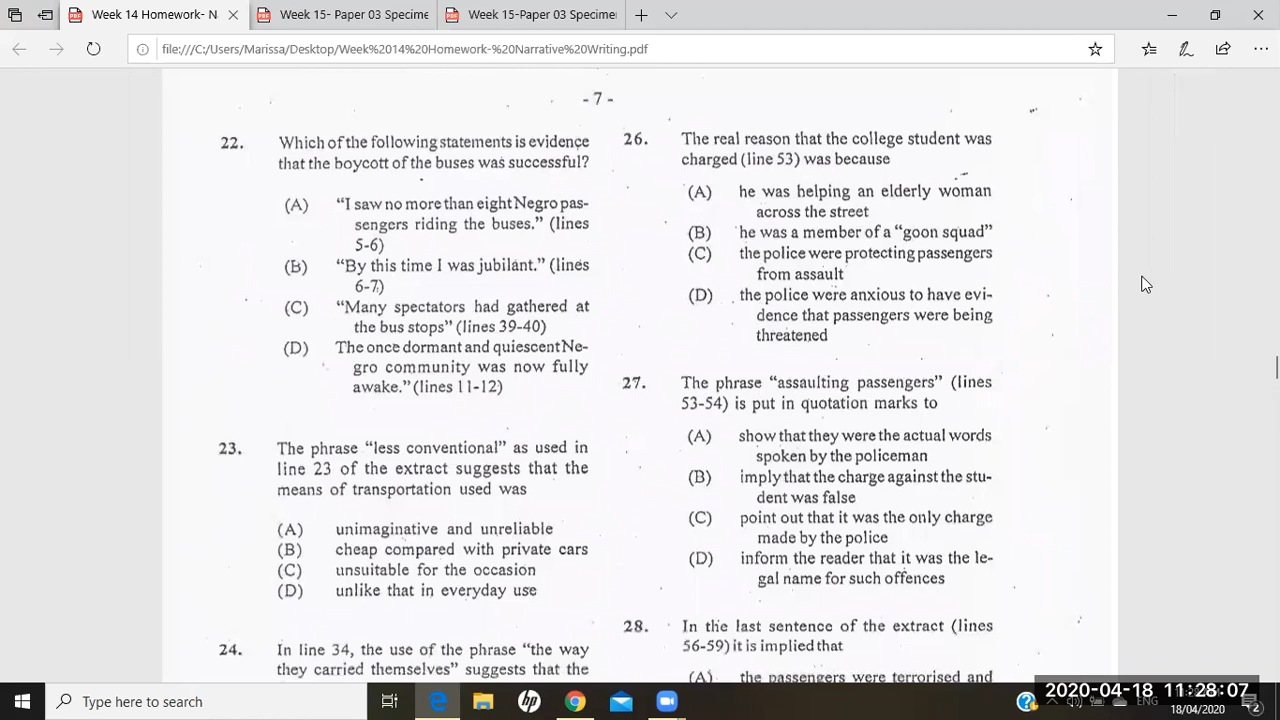 Week 14 Homework- N
Week 15- Paper 03 Specime
Week 15-Paper 03 Specime
file:///C:/Users/Marissa/Desktop/Week%2014%20Homework-%20Narrative%20Writing.pdf
- 7 -
22. Which of the following statements is evidence
that the boycott of the buses was successful?
(A) "I saw no more than eight Negro pas-
sengers riding the buses." (lines
5-6)
(B) "By this time I was jubilant." (lines
6-7)
(C) "Many spectators had gathered at
the bus stops" (lines 39-40)
(D) The once dormant and quiescent Ne-
gro community was now fully
awake." (lines 11-12)
23. The phrase "less conventional" as used in
line 23 of the extract suggests that the
means of transportation used was
(A) unimaginative and unreliable
(B) cheap compared with private cars
(C) unsuitable for the occasion
(D) unlike that in everyday use
24. In line 34, the use of the phrase "the way
they carried themselves" suggests that the
26. The real reason that the college student was
charged (line 53) was because
(A) he was helping an elderly woman
across the street
(B) he was a member of a "goon squad"
(C) the police were protecting passengers
from assault
(D) the police were anxious to have evi-
dence that passengers were being
threatened
27. The phrase "assaulting passengers" (lines
53-54) is put in quotation marks to
(A) show that they were the actual words
spoken by the policeman
(B) imply that the charge against the stu-
dent was false
(C) point out that it was the only charge
made by the police
(D) inform the reader that it was the le-
gal name for such offences
28. In the last sentence of the extract (lines
56-59) it is implied that
(A) the passengers were terrorised and
Type here to search
2020-04-18 11:28:07
ENG
18/04/2020